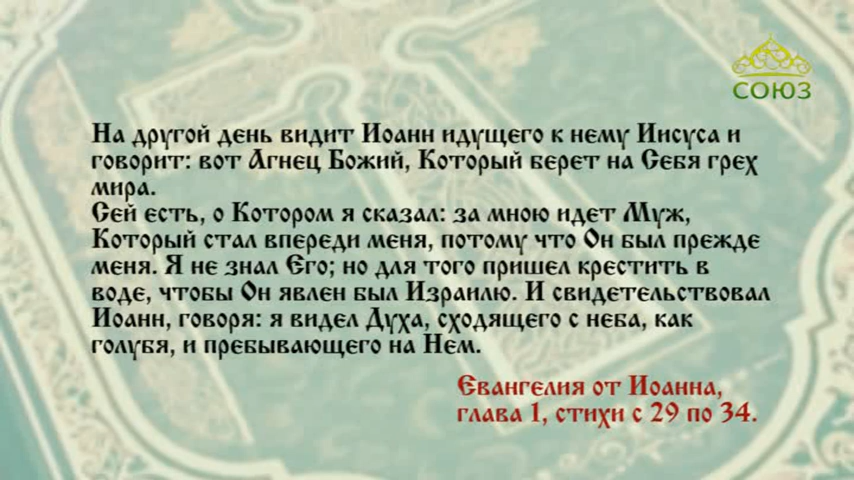 СОЮЗ
На другой день видит Иоанн идущего к нему Иисуса и
говорит: вот Агнец Божий, Который берет на Себя грех
мира.
Сей есть, о Котором я сказал: за мною идет Муж,
Который стал впереди меня, потому что Он был прежде
меня. Я не знал Его; но для того пришел крестить в
воде, чтобы Он явлен был Израилю. И свидетельствовал
Иоанн, говоря: я видел Духа, сходящего с неба, как
голубя, и пребывающего на Нем.
Евангелия от Иоанна,
глава 1, стихи с 29 по 34.